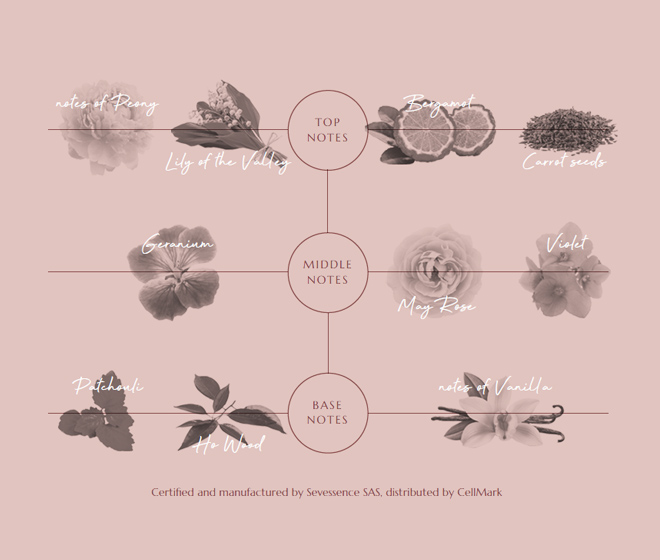 notes of Peony
Lily of the Valley
TOP
NOTES
Bergamot
Carrot seeds
Geranium
MIDDLE
NOTES
May Rose
Violet
Patchouli
Ho Wood
BASE
NOTES
notes of Vanilla
Certified and manufactured by Sevessence SAS, distributed by CellMark